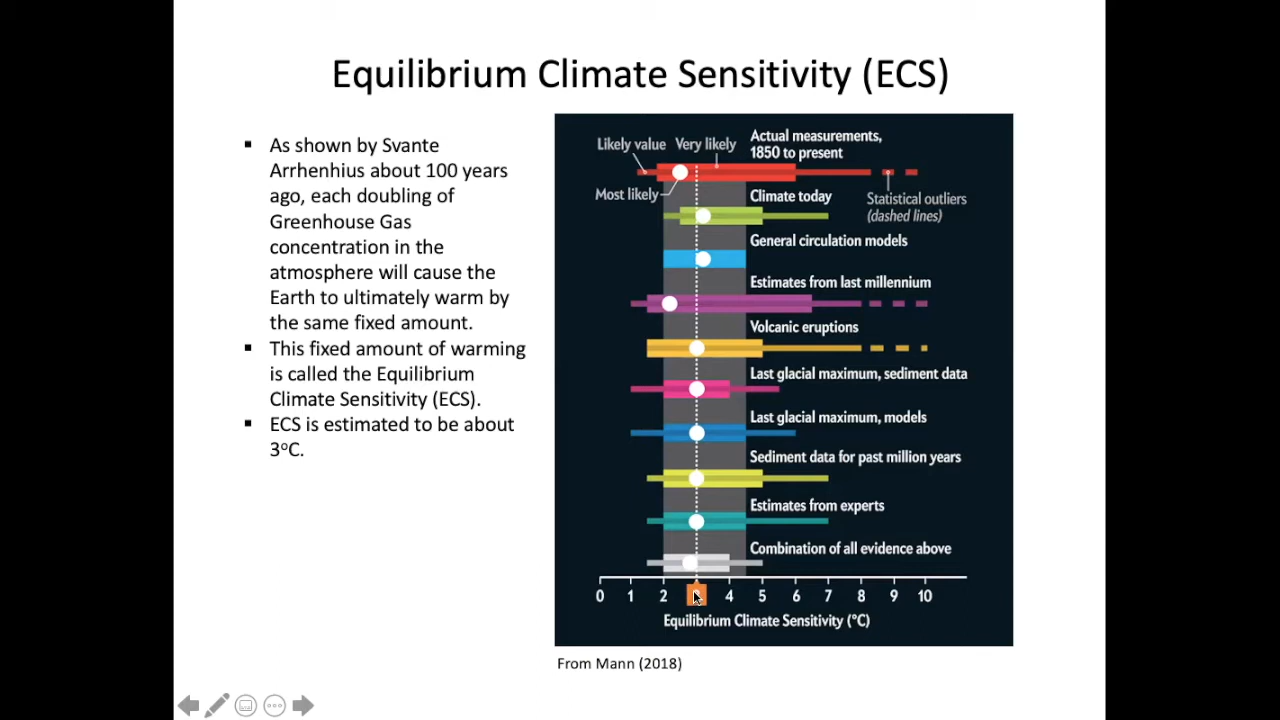 Equilibrium Climate Sensitivity (ECS)
▪ As shown by Svante
Arrhenhius about 100 years
ago, each doubling of
Greenhouse Gas
concentration in the
atmosphere will cause the
Earth to ultimately warm by
the same fixed amount.
▪ This fixed amount of warming
is called the Equilibrium
Climate Sensitivity (ECS).
▪ ECS is estimated to be about
3°C.
Likely value
Very likely
Most likely
Actual measurements,
1850 to present
Climate today
Statistical outliers
(dashed lines)
General circulation models
Estimates from last millennium
Volcanic eruptions
Last glacial maximum, sediment data
Last glacial maximum, models
Sediment data for past million years
Estimates from experts
Combination of all evidence above
0 1 2 4 5 6 7 8 9 10
Equilibrium Climate Sensitivity (°C)
From Mann (2018)